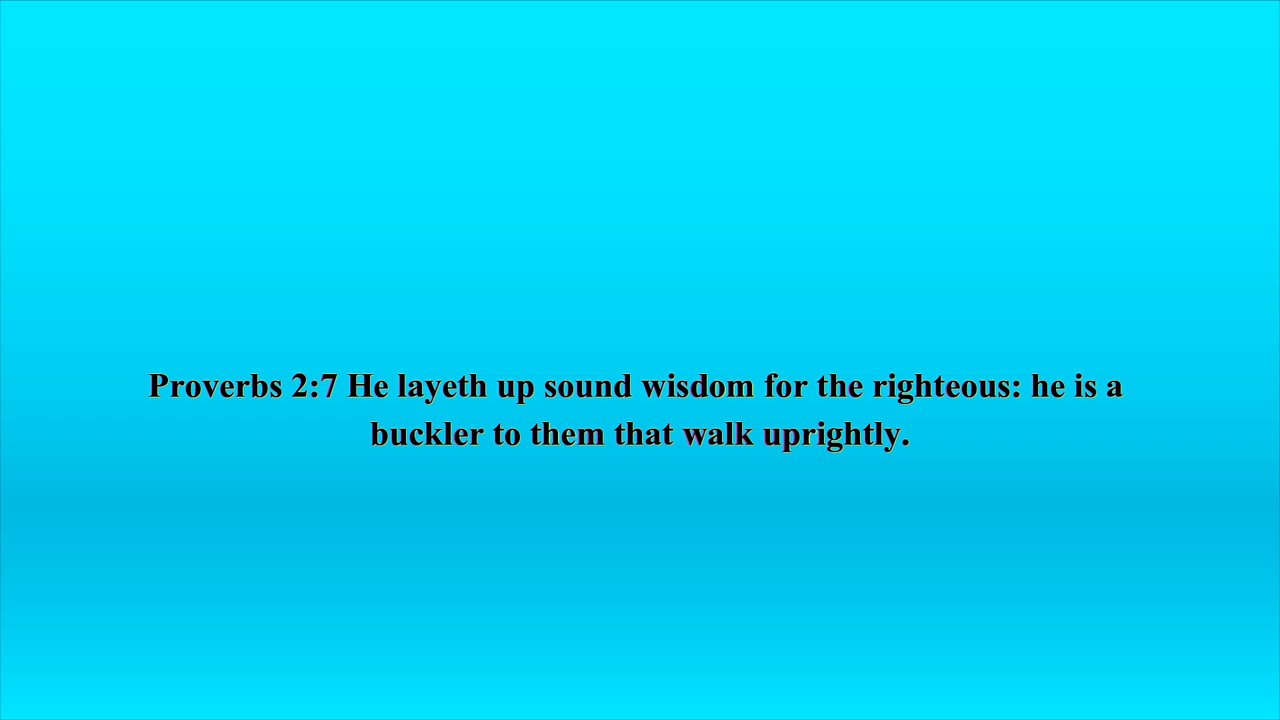 Proverbs 2:7 He layeth up sound wisdom for the righteous: he is a
buckler to them that walk uprightly.